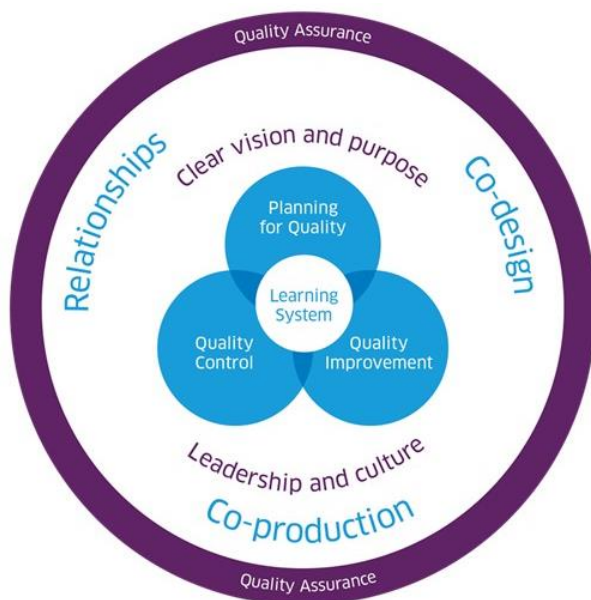 Quality Assurance
Clear vision and purpose
Relationships
Co-design
Planning
for Quality
Learning
System
Quality
Control
Quality
Improvement
Leadership and culture
Co-production
Quality Assurance